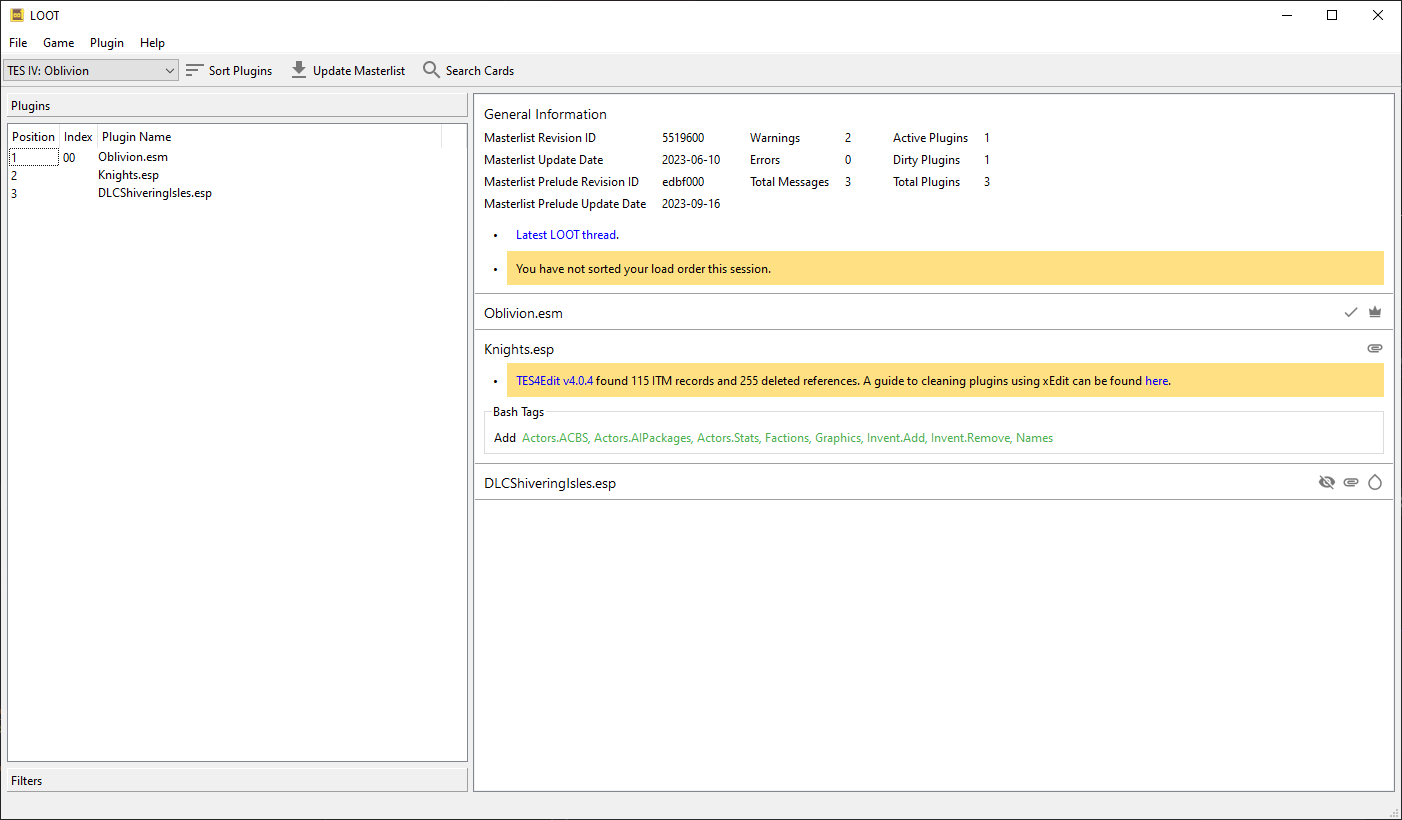 LOOT
File Game Plugin Help
TES IV: Oblivion Sort Plugins Update Masterlist Search Cards
Plugins
Position Index Plugin Name
1 00 Oblivion.esm
2 Knights.esp
3 DLCShiveringIsles.esp
Filters
General Information
Masterlist Revision ID 5519600 Warnings 2 Active Plugins 1
Masterlist Update Date 2023-06-10 Errors 0 Dirty Plugins 1
Masterlist Prelude Revision ID edbf000 Total Messages 3 Total Plugins 3
Masterlist Prelude Update Date 2023-09-16
• Latest LOOT thread.
• You have not sorted your load order this session.
Oblivion.esm
Knights.esp
• TES4Edit v4.0.4 found 115 ITM records and 255 deleted references. A guide to cleaning plugins using xEdit can be found here.
Bash Tags
Add Actors.ACBS, Actors.AIPackages, Actors.Stats, Factions, Graphics, Invent.Add, Invent.Remove, Names
DLCShiveringIsles.esp